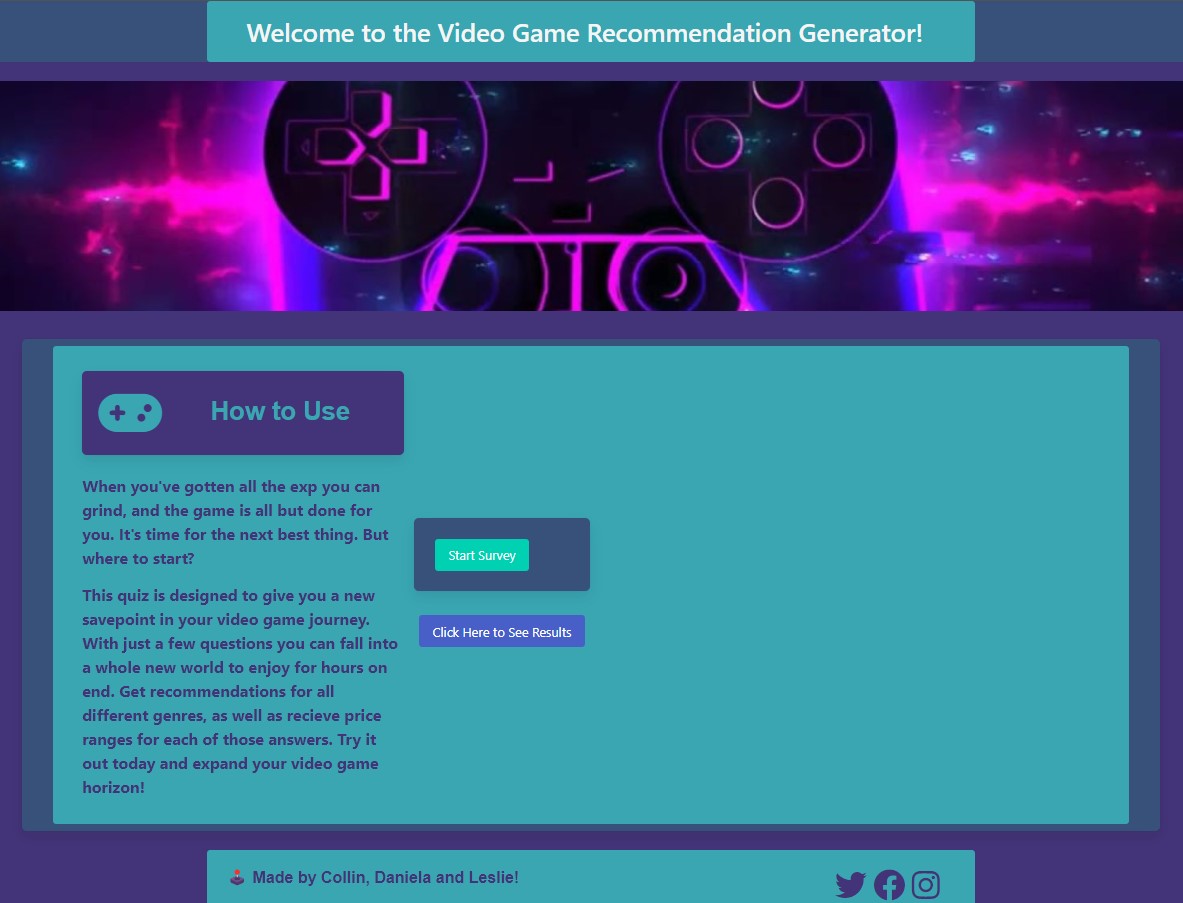 Welcome to the Video Game Recommendation Generator!
How to Use
When you've gotten all the exp you can
grind, and the game is all but done for
you. It's time for the next best thing. But
where to start?
This quiz is designed to give you a new
savepoint in your video game journey.
With just a few questions you can fall into
a whole new world to enjoy for hours on
end. Get recommendations for all
different genres, as well as recieve price
ranges for each of those answers. Try it
out today and expand your video game
horizon!
Start Survey
Click Here to See Results
Made by Collin, Daniela and Leslie!